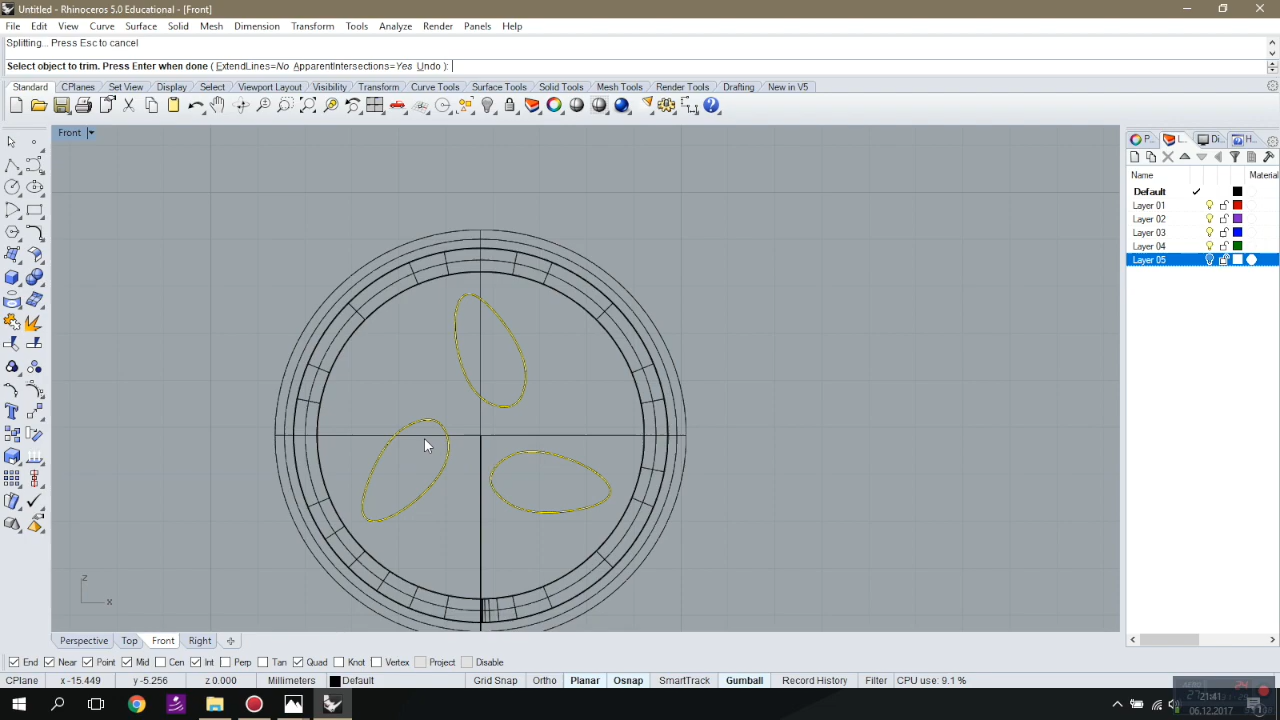 Untitled - Rhinoceros 5.0 Educational - [Front]
File Edit View Curve Surface Solid Mesh Dimension Transform Tools Analyze Render Panels Help
Splitting... Press Esc to cancel
Select object to trim. Press Enter when done ( ExtendLines=No ApparentIntersections=Yes Undo ):
Standard CPlanes Set View Display Select Viewport Layout Visibility Transform Curve Tools Surface Tools Solid Tools Mesh Tools Render Tools Drafting New in V5
Front
P... L... Di... H...
Name Material
Default
Layer 01
Layer 02
Layer 03
Layer 04
Layer 05
z
x
Perspective Top Front Right
End Near Point Mid Cen Int Perp Tan Quad Knot Vertex Project Disable
CPlane x -15.449 y -5.256 z 0.000 Millimeters Default Grid Snap Ortho Planar Osnap SmartTrack Gumball Record History Filter CPU use: 9.1 %
21:41
06.12.2017